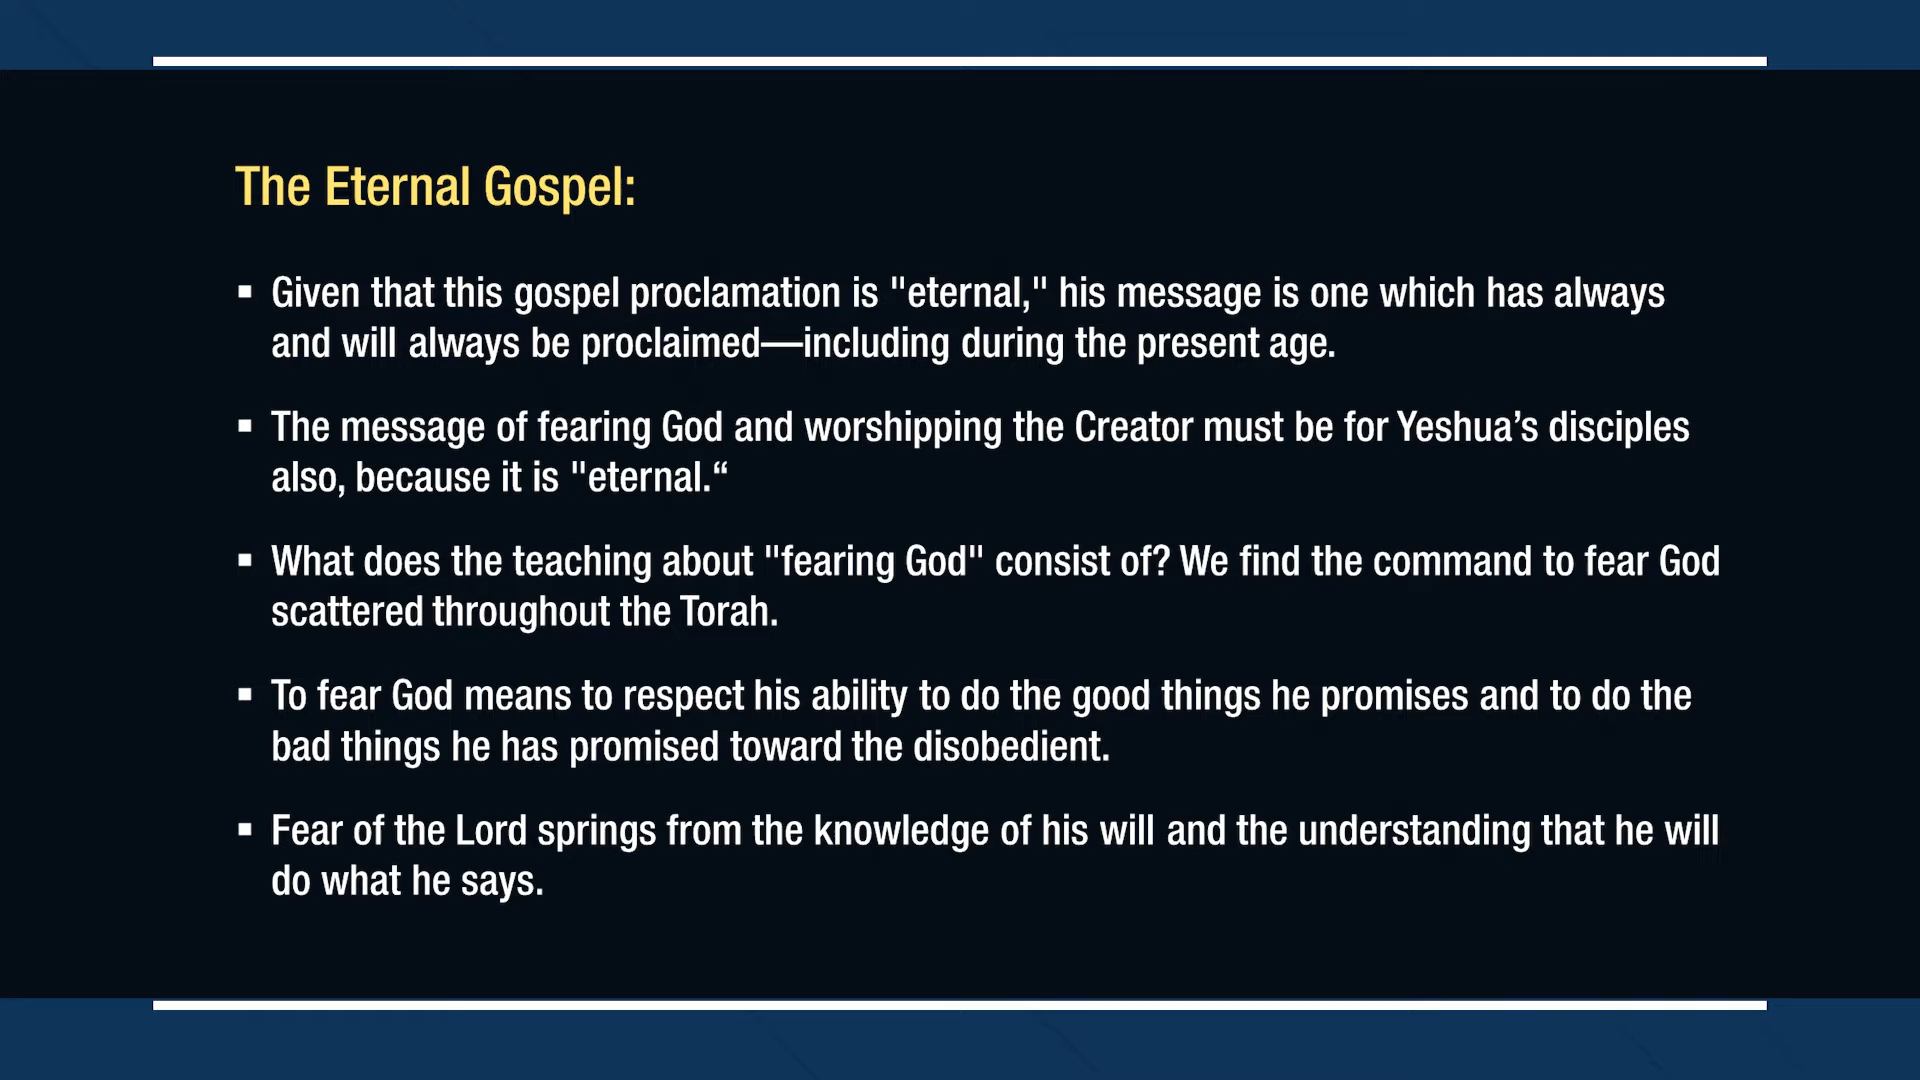 The Eternal Gospel:
▪ Given that this gospel proclamation is "eternal," his message is one which has always
and will always be proclaimed—including during the present age.
▪ The message of fearing God and worshipping the Creator must be for Yeshua’s disciples
also, because it is "eternal.“
▪ What does the teaching about "fearing God" consist of? We find the command to fear God
scattered throughout the Torah.
▪ To fear God means to respect his ability to do the good things he promises and to do the
bad things he has promised toward the disobedient.
▪ Fear of the Lord springs from the knowledge of his will and the understanding that he will
do what he says.